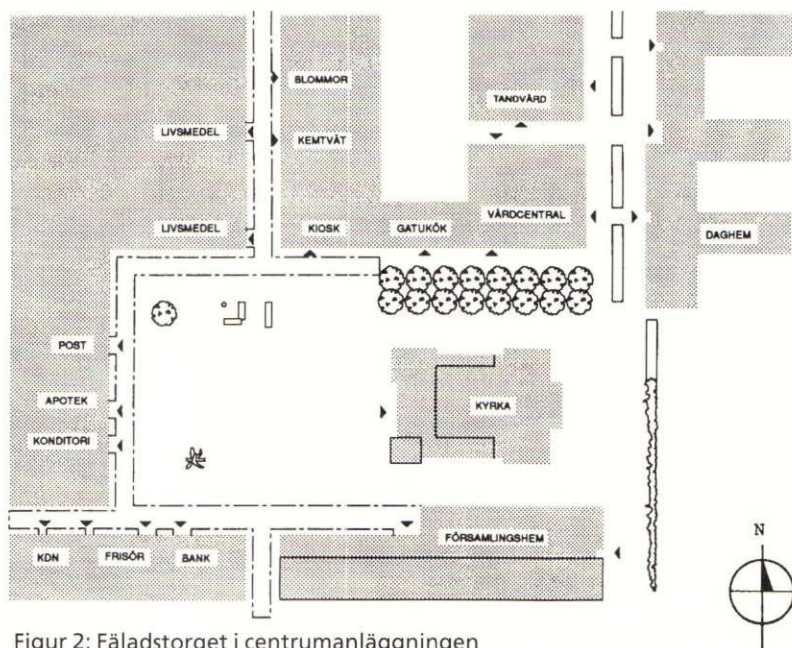 BLOMMOR
TANDVÅRD
LIVSMEDEL
KEMTVÄT
LIVSMEDEL
KIOSK
GATUKÖK
VÅRDCENTRAL
DAGHEM
POST
APOTEK
KYRKA
KONDITORI
N
KDN
FRISÖR
BANK
FÖRSAMLINGSHEM
Figur 2: Fäladstorget i centrumanläggningen